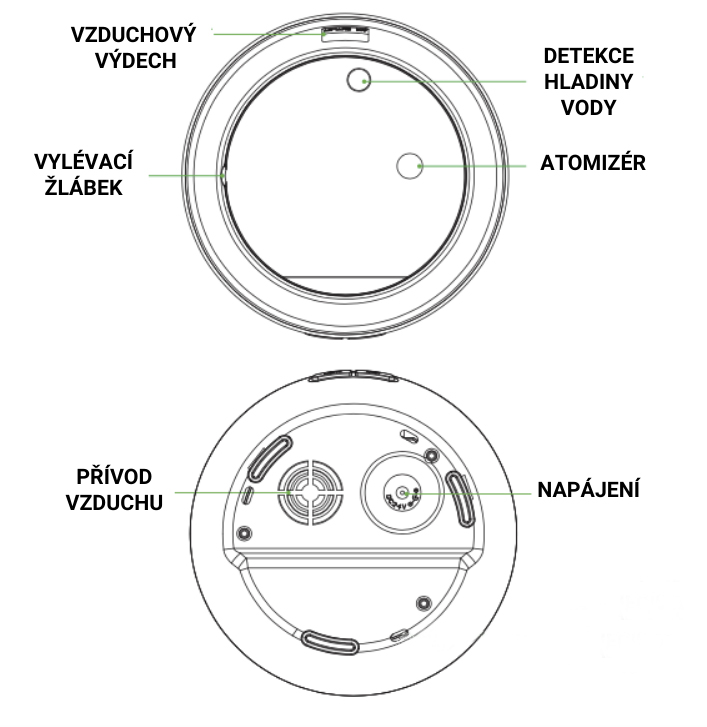 VZDUCHOVÝ
VÝDECH
DETEKCE
HLADINY
VODY
VYLÉVACÍ
ŽLÁBEK
ATOMIZÉR
PŘÍVOD
VZDUCHU
NAPÁJENÍ